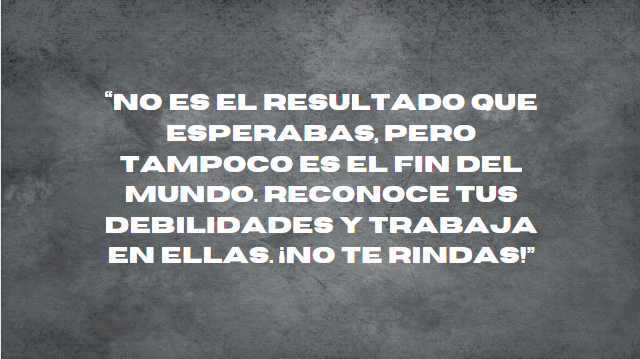 “NO ES EL RESULTADO QUE
ESPERABAS, PERO
TAMPOCO ES EL FIN DEL
MUNDO. RECONOCE TUS
DEBILIDADES Y TRABAJA
EN ELLAS. ¡NO TE RINDAS!”